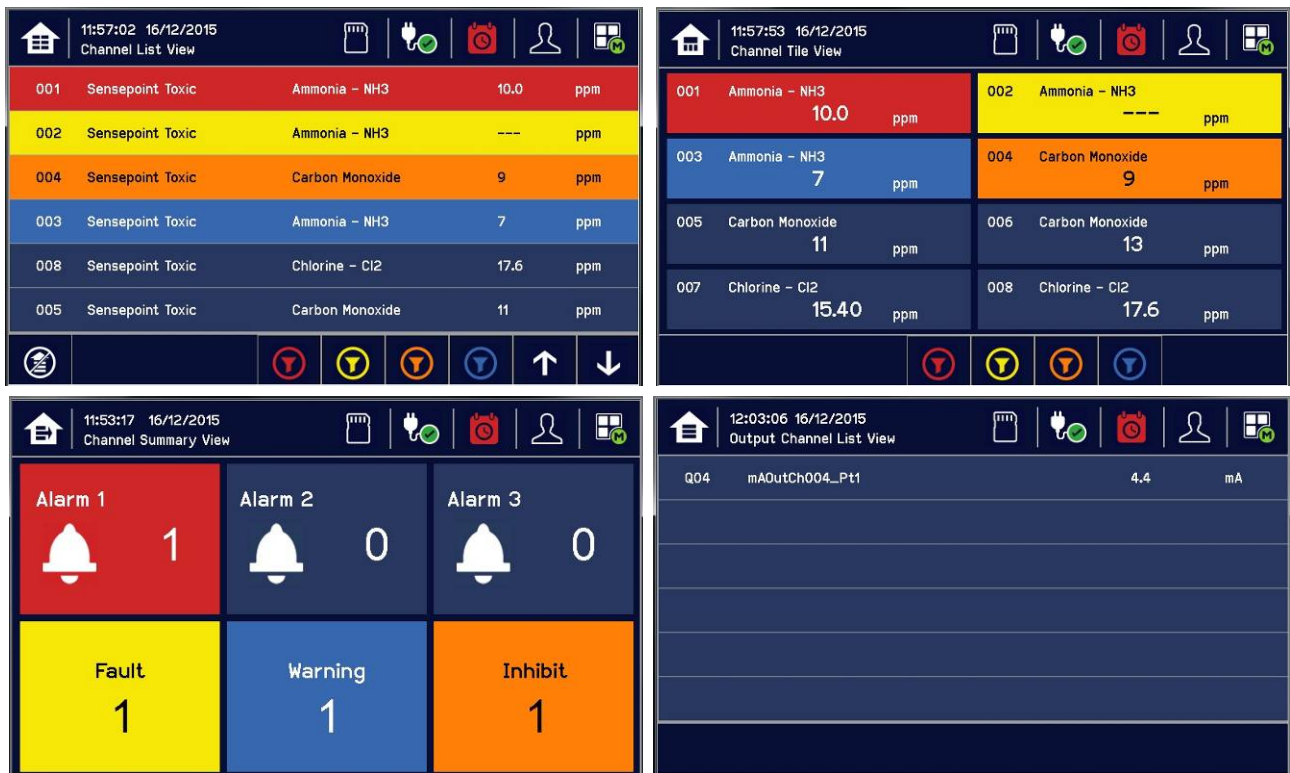 11:57:02 16/12/2015
Channel List View
001 Sensepoint Toxic Ammonia - NH3 10.0 ppm
002 Sensepoint Toxic Ammonia - NH3 --- ppm
004 Sensepoint Toxic Carbon Monoxide 9 ppm
003 Sensepoint Toxic Ammonia - NH3 7 ppm
008 Sensepoint Toxic Chlorine - Cl2 17.6 ppm
005 Sensepoint Toxic Carbon Monoxide 11 ppm
11:57:53 16/12/2015
Channel Tile View
001 Ammonia - NH3
10.0 ppm
002 Ammonia - NH3
--- ppm
003 Ammonia - NH3
7 ppm
004 Carbon Monoxide
9 ppm
005 Carbon Monoxide
11 ppm
006 Carbon Monoxide
13 ppm
007 Chlorine - Cl2
15.40 ppm
008 Chlorine - Cl2
17.6 ppm
11:53:17 16/12/2015
Channel Summary View
Alarm 1
1
Alarm 2
0
Alarm 3
0
Fault
1
Warning
1
Inhibit
1
12:03:06 16/12/2015
Output Channel List View
Q04 mAOutCh004_Pt1 4.4 mA
M
M
M
M